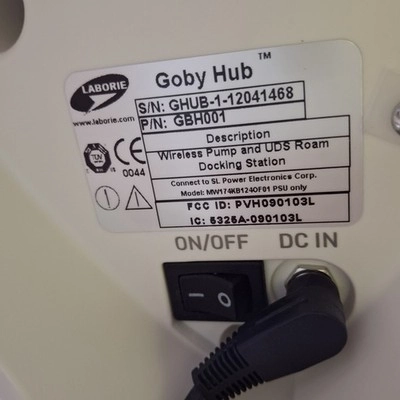 LABORIE
www.laborie.com
Goby Hub™
S/N: GHUB-1-12041468
P/N: GBH001
Description
Wireless Pump and UDS Roam
Docking Station
Connect to SL Power Electronics Corp.
Model: MW174KB1240F01 PSU only
FCC ID: PVH090103L
IC: 5325A-090103L
TUV
0044
ON/OFF
DC IN
I O